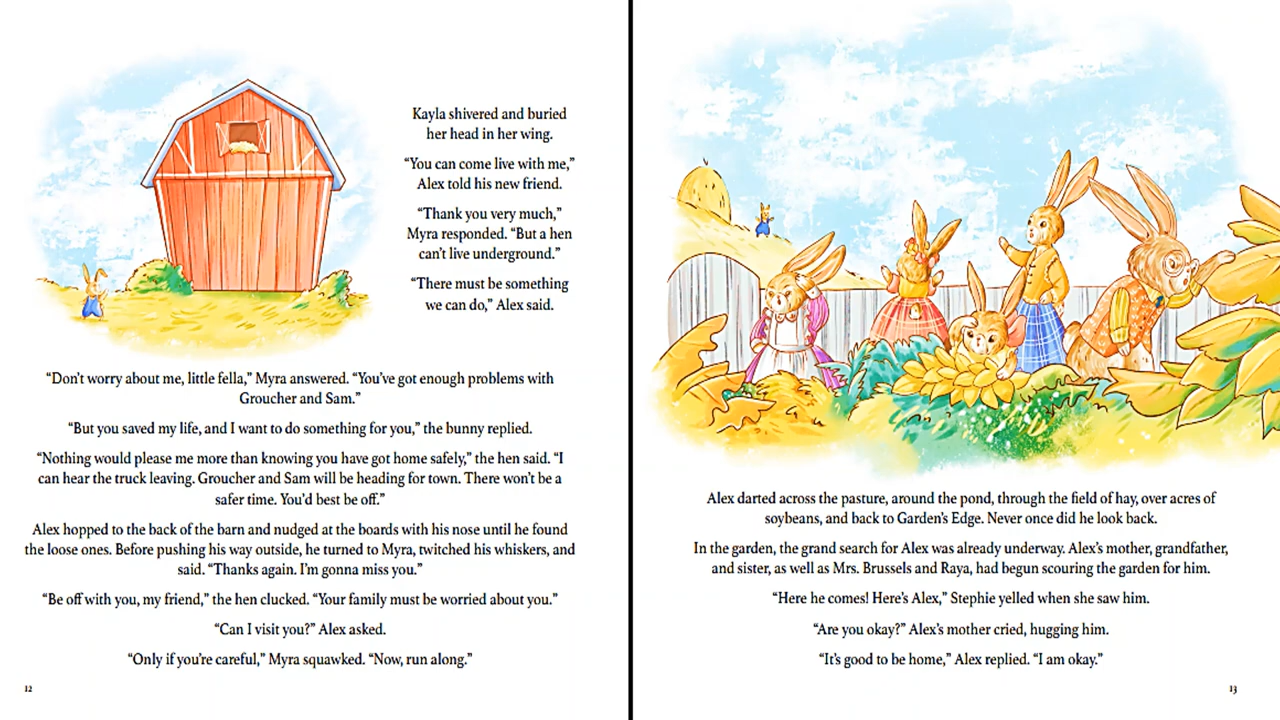 Kayla shivered and buried
her head in her wing.
“You can come live with me,”
Alex told his new friend.
“Thank you very much,”
Myra responded. “But a hen
can’t live underground.”
“There must be something
we can do,” Alex said.
“Don’t worry about me, little fella,” Myra answered. “You’ve got enough problems with
Groucher and Sam.”
“But you saved my life, and I want to do something for you,” the bunny replied.
“Nothing would please me more than knowing you have got home safely,” the hen said. “I
can hear the truck leaving. Groucher and Sam will be heading for town. There won’t be a
safer time. You’d best be off.”
Alex hopped to the back of the barn and nudged at the boards with his nose until he found
the loose ones. Before pushing his way outside, he turned to Myra, twitched his whiskers, and
said. “Thanks again. I’m gonna miss you.”
“Be off with you, my friend,” the hen clucked. “Your family must be worried about you.”
“Can I visit you?” Alex asked.
“Only if you’re careful,” Myra squawked. “Now, run along.”
12
Alex darted across the pasture, around the pond, through the field of hay, over acres of
soybeans, and back to Garden’s Edge. Never once did he look back.
In the garden, the grand search for Alex was already underway. Alex’s mother, grandfather,
and sister, as well as Mrs. Brussels and Raya, had begun scouring the garden for him.
“Here he comes! Here’s Alex,” Stephie yelled when she saw him.
“Are you okay?” Alex’s mother cried, hugging him.
“It’s good to be home,” Alex replied. “I am okay.”
13